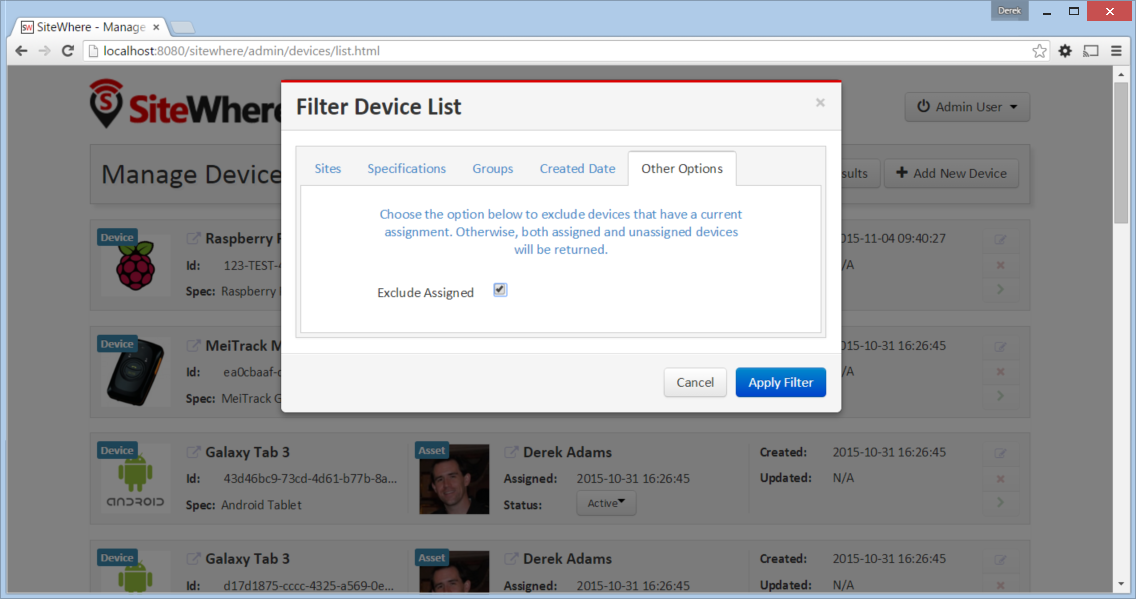 Derek
SW SiteWhere - Manage
localhost:8080/sitewhere/admin/devices/list.html
S SiteWhere
Admin User
Filter Device List
Manage Device
Add New Device
Sites Specifications Groups Created Date Other Options
Choose the option below to exclude devices that have a current
assignment. Otherwise, both assigned and unassigned devices
will be returned.
Exclude Assigned
Cancel Apply Filter
Device
Raspberry
Id: 123-TEST-
Spec: Raspberry
2015-11-04 09:40:27
N/A
Device
MeiTrack
Id: ea0cbaaf-
Spec: MeiTrack
2015-10-31 16:26:45
N/A
Device
Galaxy Tab 3
Id: 43d46bc9-73cd-4d61-b77b-8a...
Spec: Android Tablet
android
Asset
Derek Adams
Assigned: 2015-10-31 16:26:45
Status: Active
Created: 2015-10-31 16:26:45
Updated: N/A
Device
Galaxy Tab 3
Id: d17d1875-cccc-4325-a569-0e...
Asset
Derek Adams
Assigned: 2015-10-31 16:26:45
Created: 2015-10-31 16:26:45
Updated: N/A